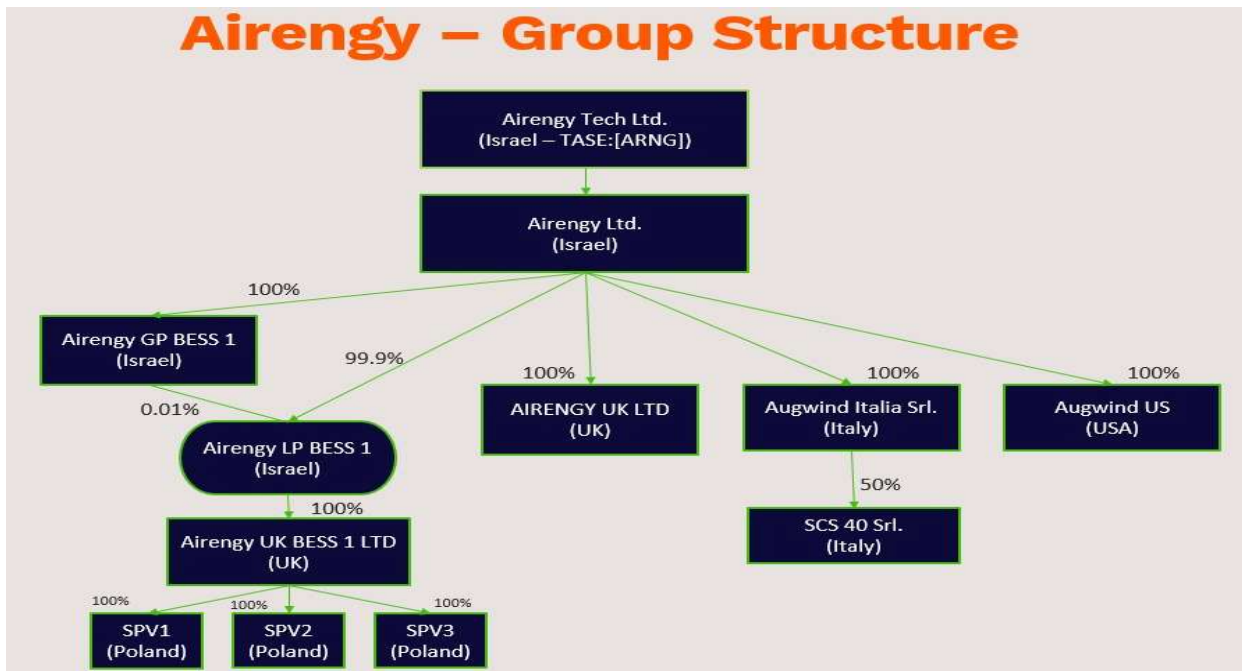 Airengy – Group Structure
Airengy Tech Ltd.
(Israel – TASE:[ARNG])
Airengy Ltd.
(Israel)
100%
Airengy GP BESS 1
(Israel)
99.9%
0.01%
Airengy LP BESS 1
(Israel)
100%
AIRENGY UK LTD
(UK)
100%
Augwind Italia Srl.
(Italy)
100%
Augwind US
(USA)
100%
Airengy UK BESS 1 LTD
(UK)
50%
SCS 40 Srl.
(Italy)
100%
SPV1
(Poland)
100%
SPV2
(Poland)
100%
SPV3
(Poland)